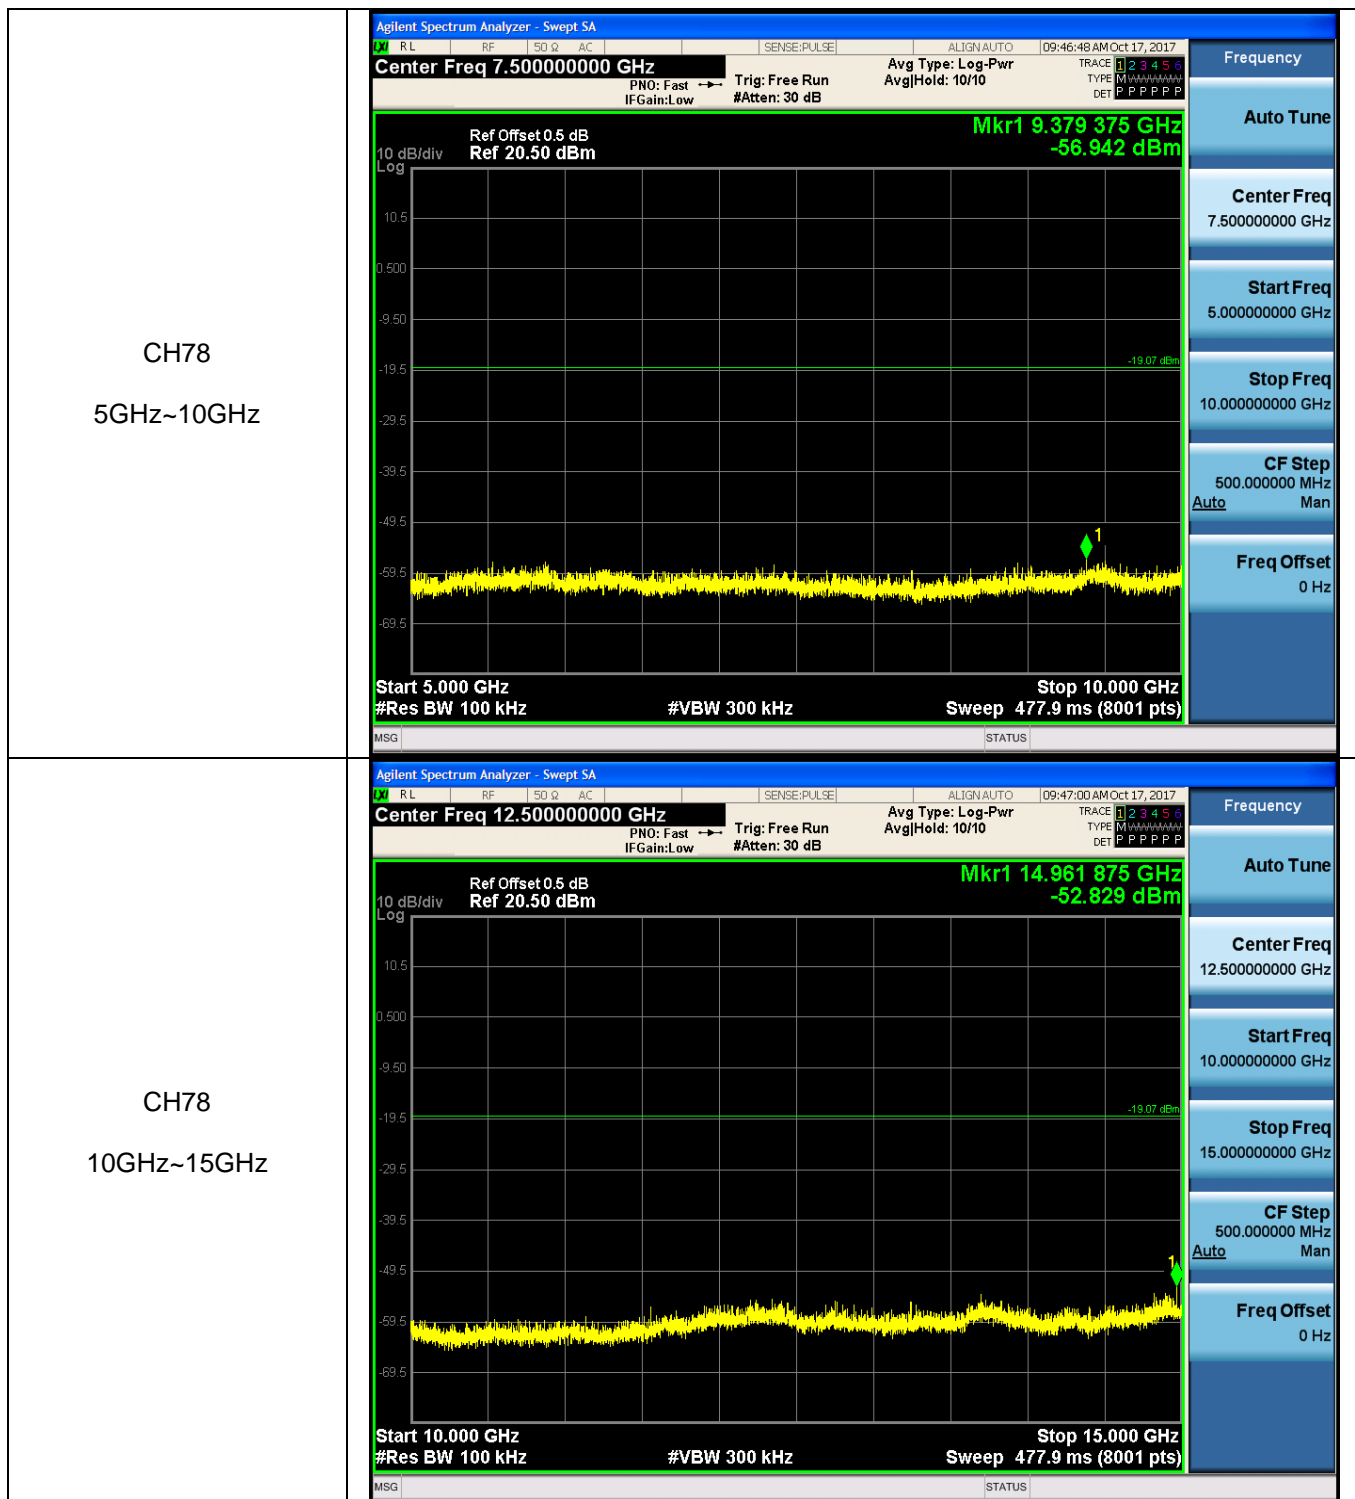 CH78
5GHz~10GHz
Agilent Spectrum Analyzer - Swept SA
LXI RL RF 50 Ω AC SENSE:PULSE ALIGN AUTO 09:46:48 AM Oct 17, 2017
Center Freq 7.500000000 GHz
PNO: Fast
IFGain:Low
Trig: Free Run
#Atten: 30 dB
Avg Type: Log-Pwr
Avg|Hold: 10/10
TRACE 1 2 3 4 5 6
TYPE M WWWWW
DET P P P P P P
Ref Offset 0.5 dB
10 dB/div Ref 20.50 dBm
Log
Mkr1 9.379 375 GHz
-56.942 dBm
10.5
0.500
-9.50
-19.07 dBm
-19.5
-29.5
-39.5
-49.5
1
-59.5
-69.5
Start 5.000 GHz Stop 10.000 GHz
#Res BW 100 kHz #VBW 300 kHz Sweep 477.9 ms (8001 pts)
MSG STATUS
Frequency
Auto Tune
Center Freq
7.500000000 GHz
Start Freq
5.000000000 GHz
Stop Freq
10.000000000 GHz
CF Step
500.000000 MHz
Auto Man
Freq Offset
0 Hz
CH78
10GHz~15GHz
Agilent Spectrum Analyzer - Swept SA
LXI RL RF 50 Ω AC SENSE:PULSE ALIGN AUTO 09:47:00 AM Oct 17, 2017
Center Freq 12.500000000 GHz
PNO: Fast
IFGain:Low
Trig: Free Run
#Atten: 30 dB
Avg Type: Log-Pwr
Avg|Hold: 10/10
TRACE 1 2 3 4 5 6
TYPE M WWWWW
DET P P P P P P
Ref Offset 0.5 dB
10 dB/div Ref 20.50 dBm
Log
Mkr1 14.961 875 GHz
-52.829 dBm
10.5
0.500
-9.50
-19.07 dBm
-19.5
-29.5
-39.5
1
-49.5
-59.5
-69.5
Start 10.000 GHz Stop 15.000 GHz
#Res BW 100 kHz #VBW 300 kHz Sweep 477.9 ms (8001 pts)
MSG STATUS
Frequency
Auto Tune
Center Freq
12.500000000 GHz
Start Freq
10.000000000 GHz
Stop Freq
15.000000000 GHz
CF Step
500.000000 MHz
Auto Man
Freq Offset
0 Hz